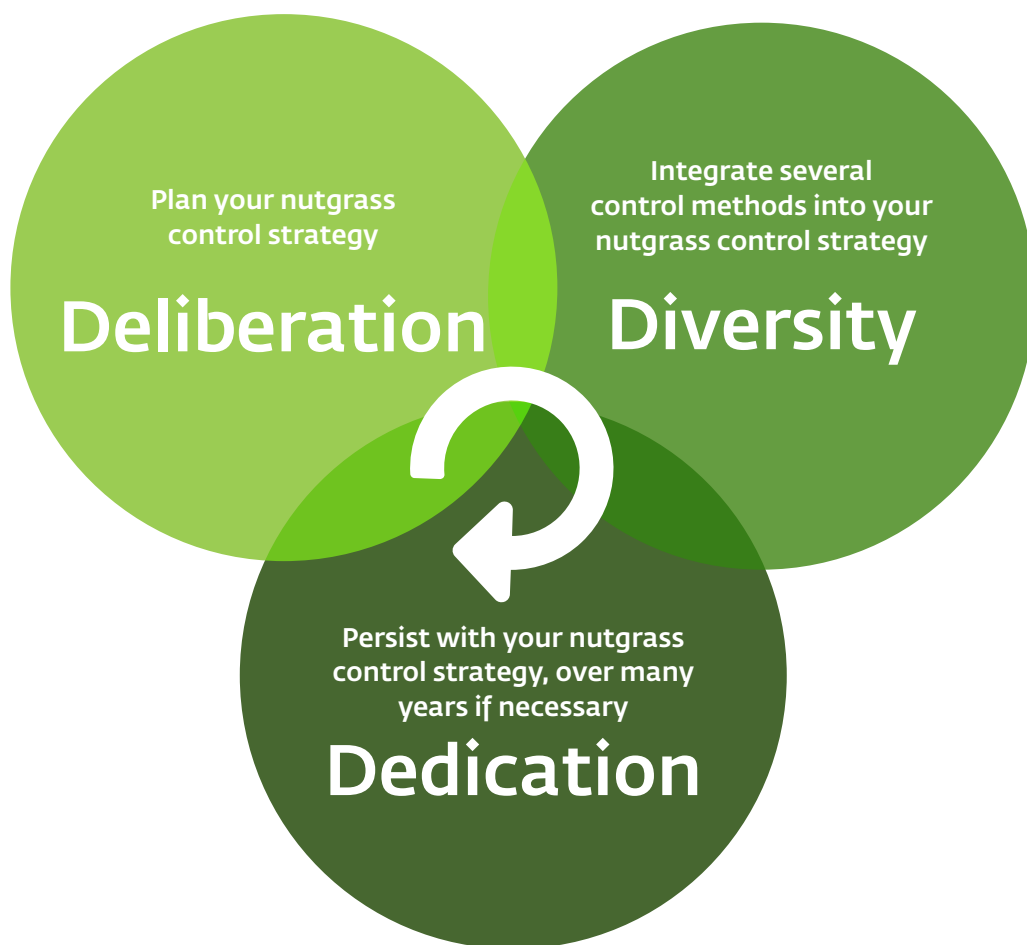 Plan your nutgrass
control strategy
Deliberation
Integrate several
control methods into your
nutgrass control strategy
Diversity
Persist with your nutgrass
control strategy, over many
years if necessary
Dedication